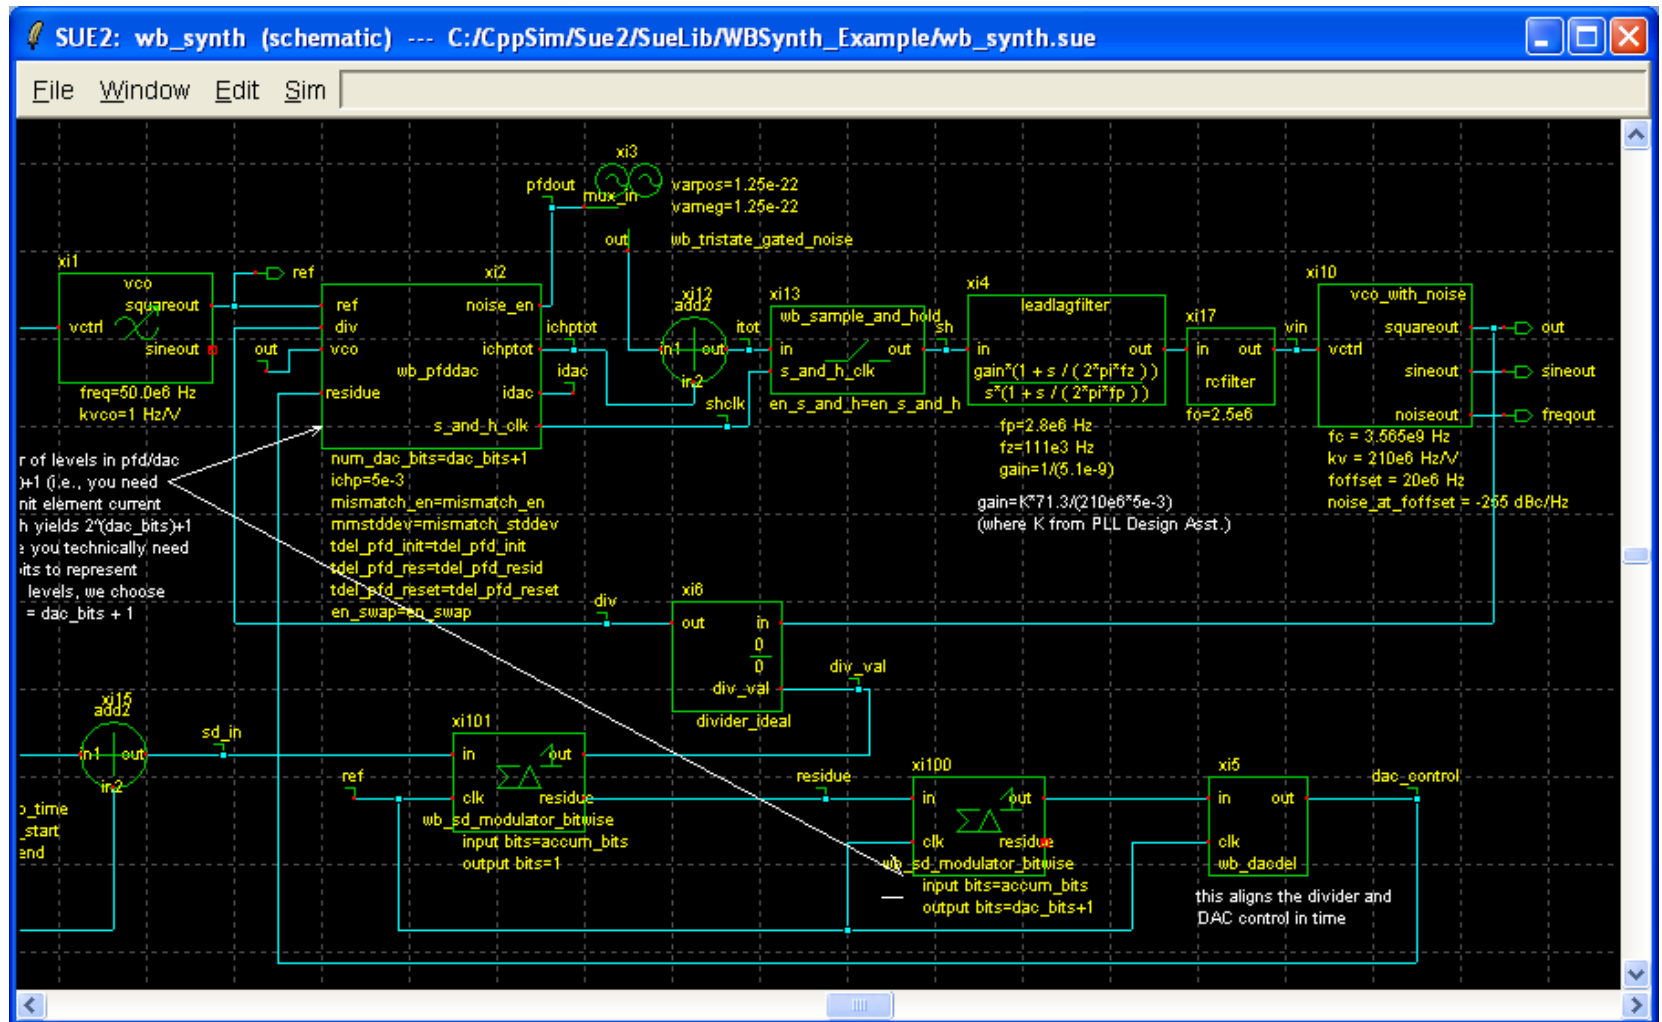 SUE2: wb_synth (schematic) --- C:/CppSim/Sue2/SueLib/WBSynth_Example/wb_synth.sue
File Window Edit Sim
xi3
pfdout
mux_in
varpos=1.25e-22
varneg=1.25e-22
out
wb_tristate_gated_noise
xi1
vco
squareout
vctrl
sineout
freq=50.0e6 Hz
kvco=1 Hz/V
ref
out
xi2
ref
div
vco
residue
wb_pfddac
noise_en
ichptot
idac
s_and_h_clk
num_dac_bits=dac_bits+1
ichp=5e-3
mismatch_en=mismatch_en
mmstddev=mismatch_stddev
tdel_pfd_init=tdel_pfd_init
tdel_pfd_res=tdel_pfd_resid
tdel_pfd_reset=tdel_pfd_reset
en_swap=en_swap
ichptot
idac
xi12
add2
in1
out
in2
itot
shclk
xi13
wb_sample_and_hold
in
out
s_and_h_clk
en_s_and_h=en_s_and_h
sh
xi4
leadlagfilter
in
out
gain*(1 + s / ( 2*pi*fz ))
s*(1 + s / ( 2*pi*fp ))
fp=2.8e6 Hz
fz=111e3 Hz
gain=1/(5.1e-9)
gain=K*71.3/(210e6*5e-3)
(where K from PLL Design Asst.)
xi17
in
out
rcfilter
fo=2.5e6
vin
xi10
vco_with_noise
squareout
vctrl
sineout
noiseout
fc = 3.565e9 Hz
kv = 210e6 Hz/V
foffset = 20e6 Hz
noise_at_foffset = -255 dBc/Hz
out
sineout
freqout
r of levels in pfd/dac
)+1 (i.e., you need
nit element current
h yields 2^(dac_bits)+1
e you technically need
its to represent
levels, we choose
= dac_bits + 1
div
xi6
out
in
0
0
div_val
divider_ideal
div_val
xi15
add2
in1
out
in2
sd_in
o_time
_start
end
ref
xi101
in
out
ΣΔ
clk
residue
wb_sd_modulator_bitwise
input bits=accum_bits
output bits=1
residue
xi100
in
out
ΣΔ
clk
residue
wb_sd_modulator_bitwise
input bits=accum_bits
output bits=dac_bits+1
xi5
in
out
clk
wb_dacdel
dac_control
this aligns the divider and
DAC control in time